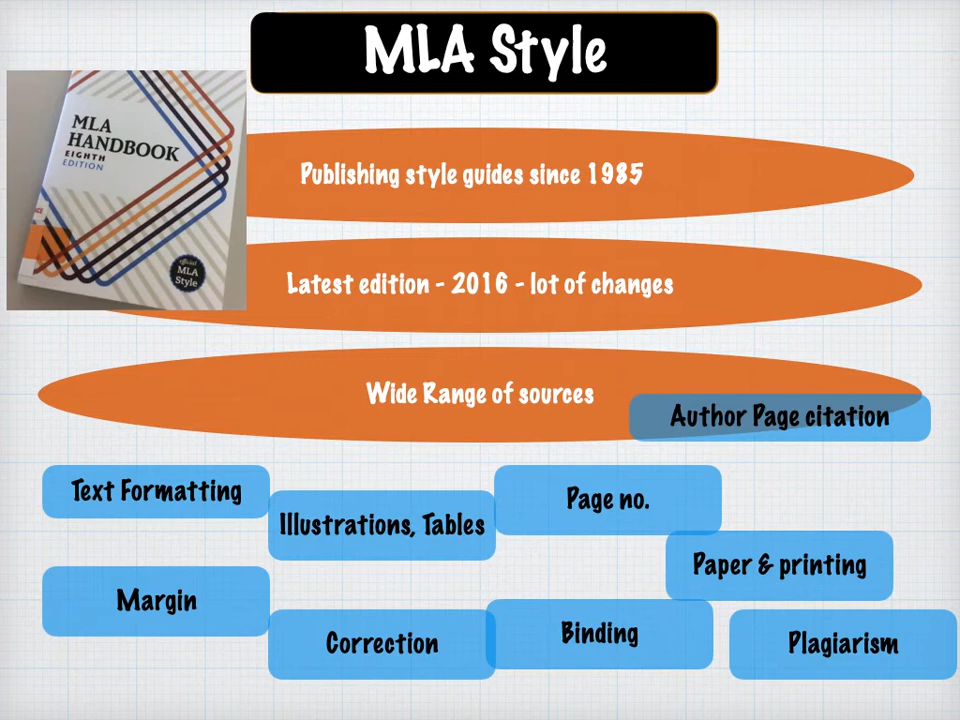 MLA Style
MLA
HANDBOOK
EIGHTH
EDITION
official
MLA
Style
Publishing style guides since 1985
Latest edition - 2016 - lot of changes
Wide Range of sources
Author Page citation
Text Formatting
Illustrations, Tables
Page no.
Paper & printing
Margin
Correction
Binding
Plagiarism